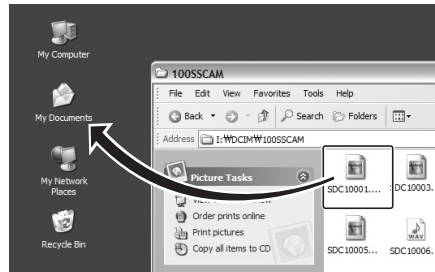 My Computer
My Documents
My Network
Places
Recycle Bin
100SSCAM
File Edit View Favorites Tools Help
Back Search Folders
Address I:₩DCIM₩100SSCAM
Picture Tasks
Order prints online
Print pictures
Copy all items to CD
SDC10001.... SDC10003.
WAV
SDC10005... SDC10006.